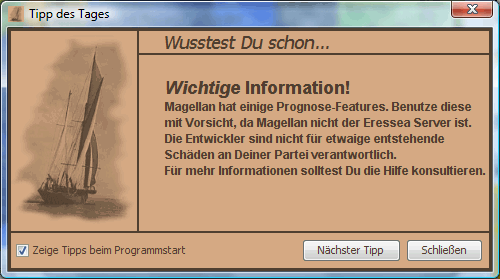 Tipp des Tages
Wusstest Du schon...
Wichtige Information!
Magellan hat einige Prognose-Features. Benutze diese
mit Vorsicht, da Magellan nicht der Eressea Server ist.
Die Entwickler sind nicht für etwaige entstehende
Schäden an Deiner Partei verantwortlich.
Für mehr Informationen solltest Du die Hilfe konsultieren.
Zeige Tipps beim Programmstart
Nächster Tipp
Schließen